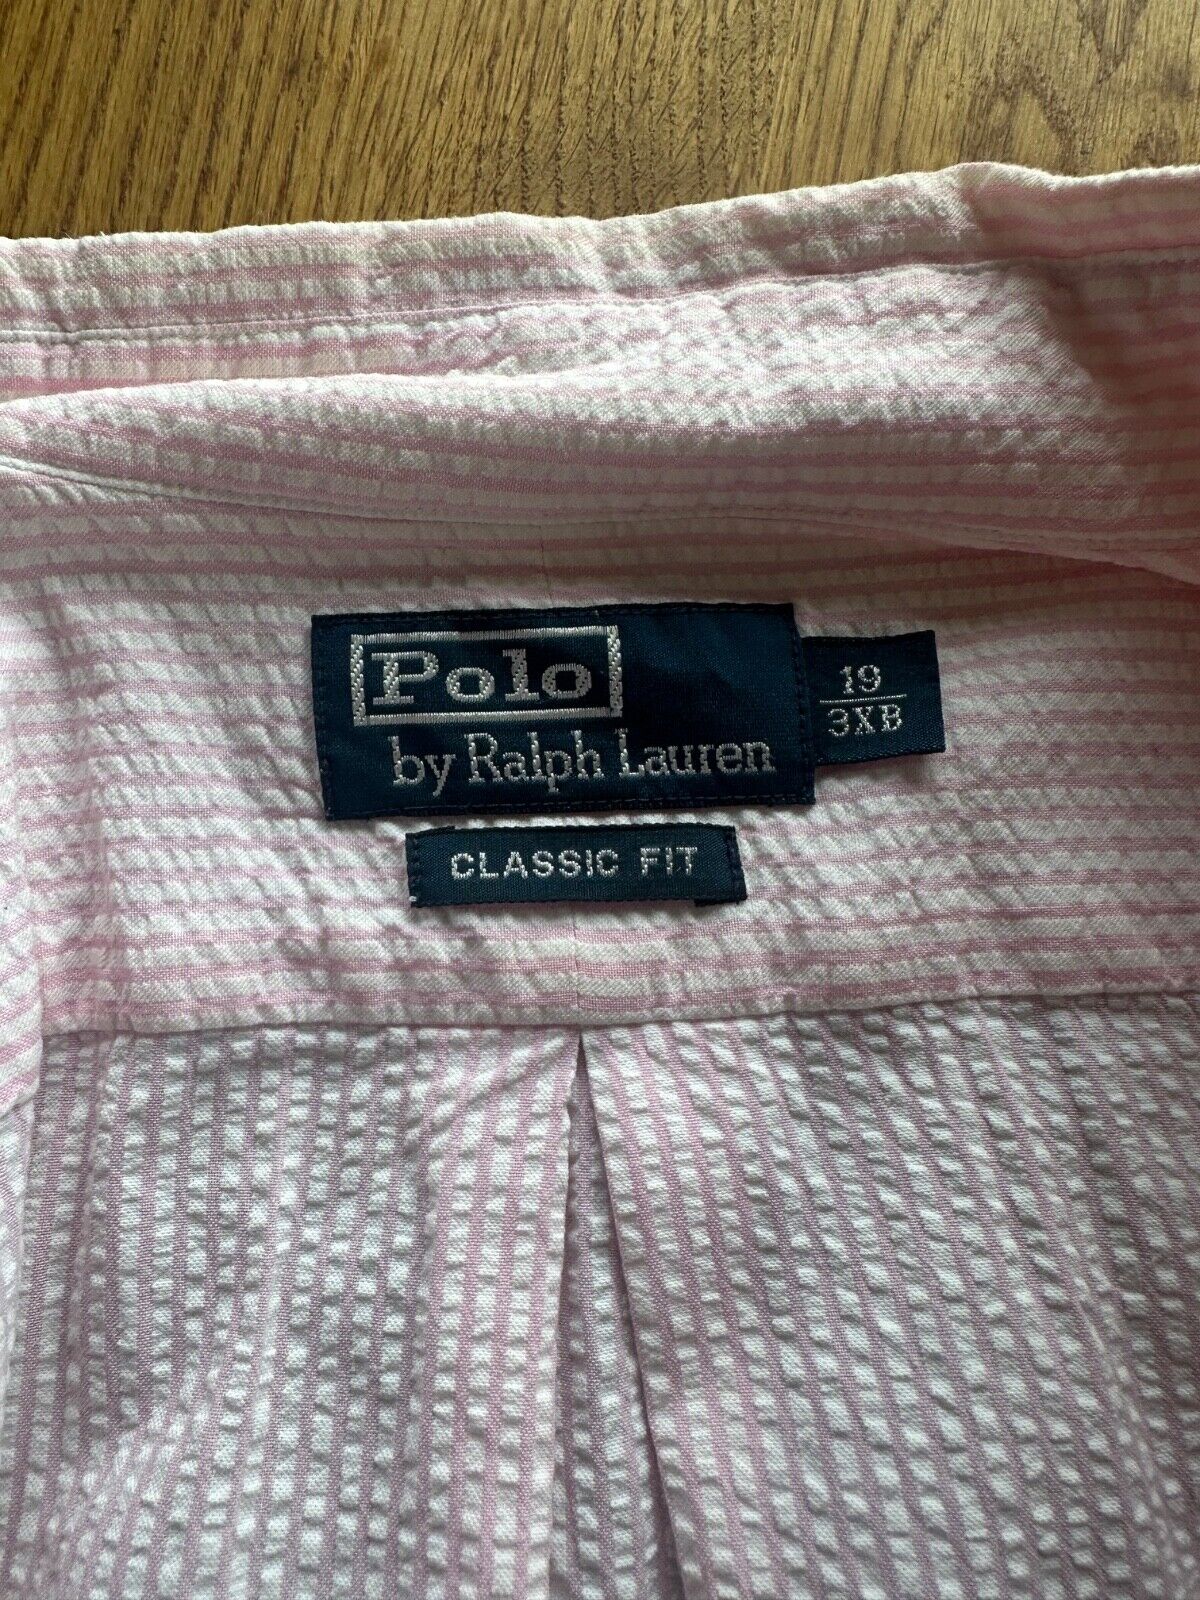 Polo
by Ralph Lauren
19
3XB
CLASSIC FIT